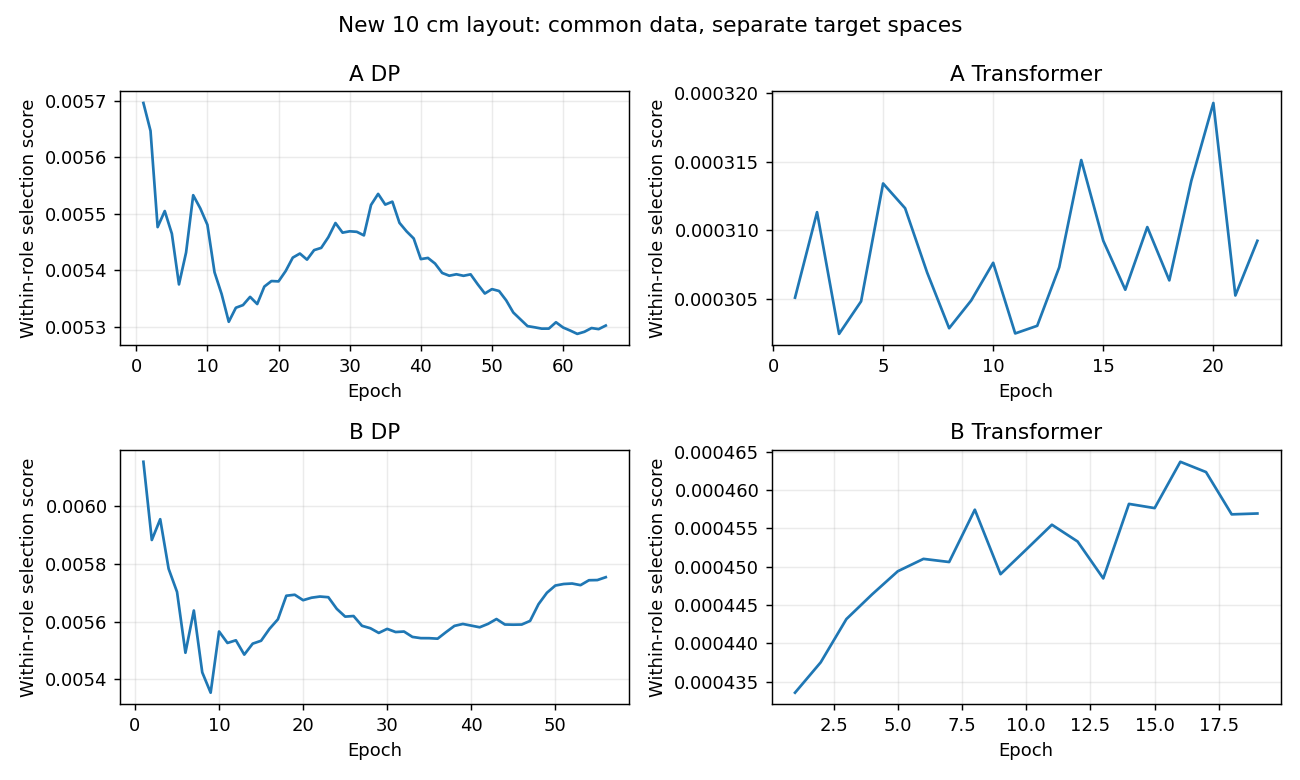 New 10 cm layout: common data, separate target spaces
A DP
Within-role selection score
0.0057
0.0056
0.0055
0.0054
0.0053
0 10 20 30 40 50 60
Epoch
A Transformer
Within-role selection score
0.000320
0.000315
0.000310
0.000305
0 5 10 15 20
Epoch
B DP
Within-role selection score
0.0060
0.0058
0.0056
0.0054
0 10 20 30 40 50
Epoch
B Transformer
Within-role selection score
0.000465
0.000460
0.000455
0.000450
0.000445
0.000440
0.000435
2.5 5.0 7.5 10.0 12.5 15.0 17.5
Epoch